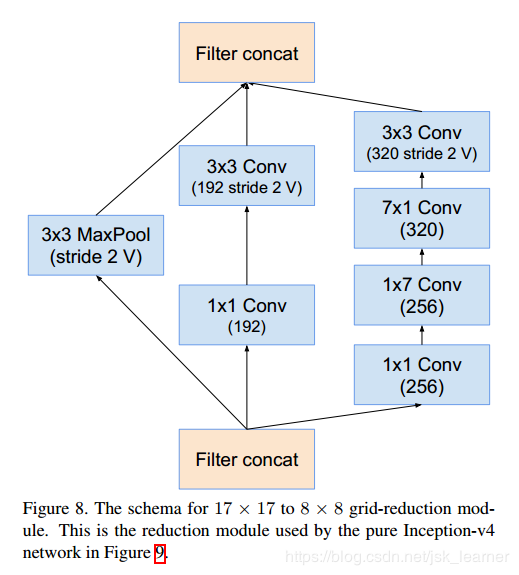 Filter concat
3x3 MaxPool
(stride 2 V)
3x3 Conv
(192 stride 2 V)
1x1 Conv
(192)
3x3 Conv
(320 stride 2 V)
7x1 Conv
(320)
1x7 Conv
(256)
1x1 Conv
(256)
Filter concat
Figure 8. The schema for 17 × 17 to 8 × 8 grid-reduction mod-
ule. This is the reduction module used by the pure Inception-v4
network in Figure 9.
https://blog.csdn.net/jsk_learner